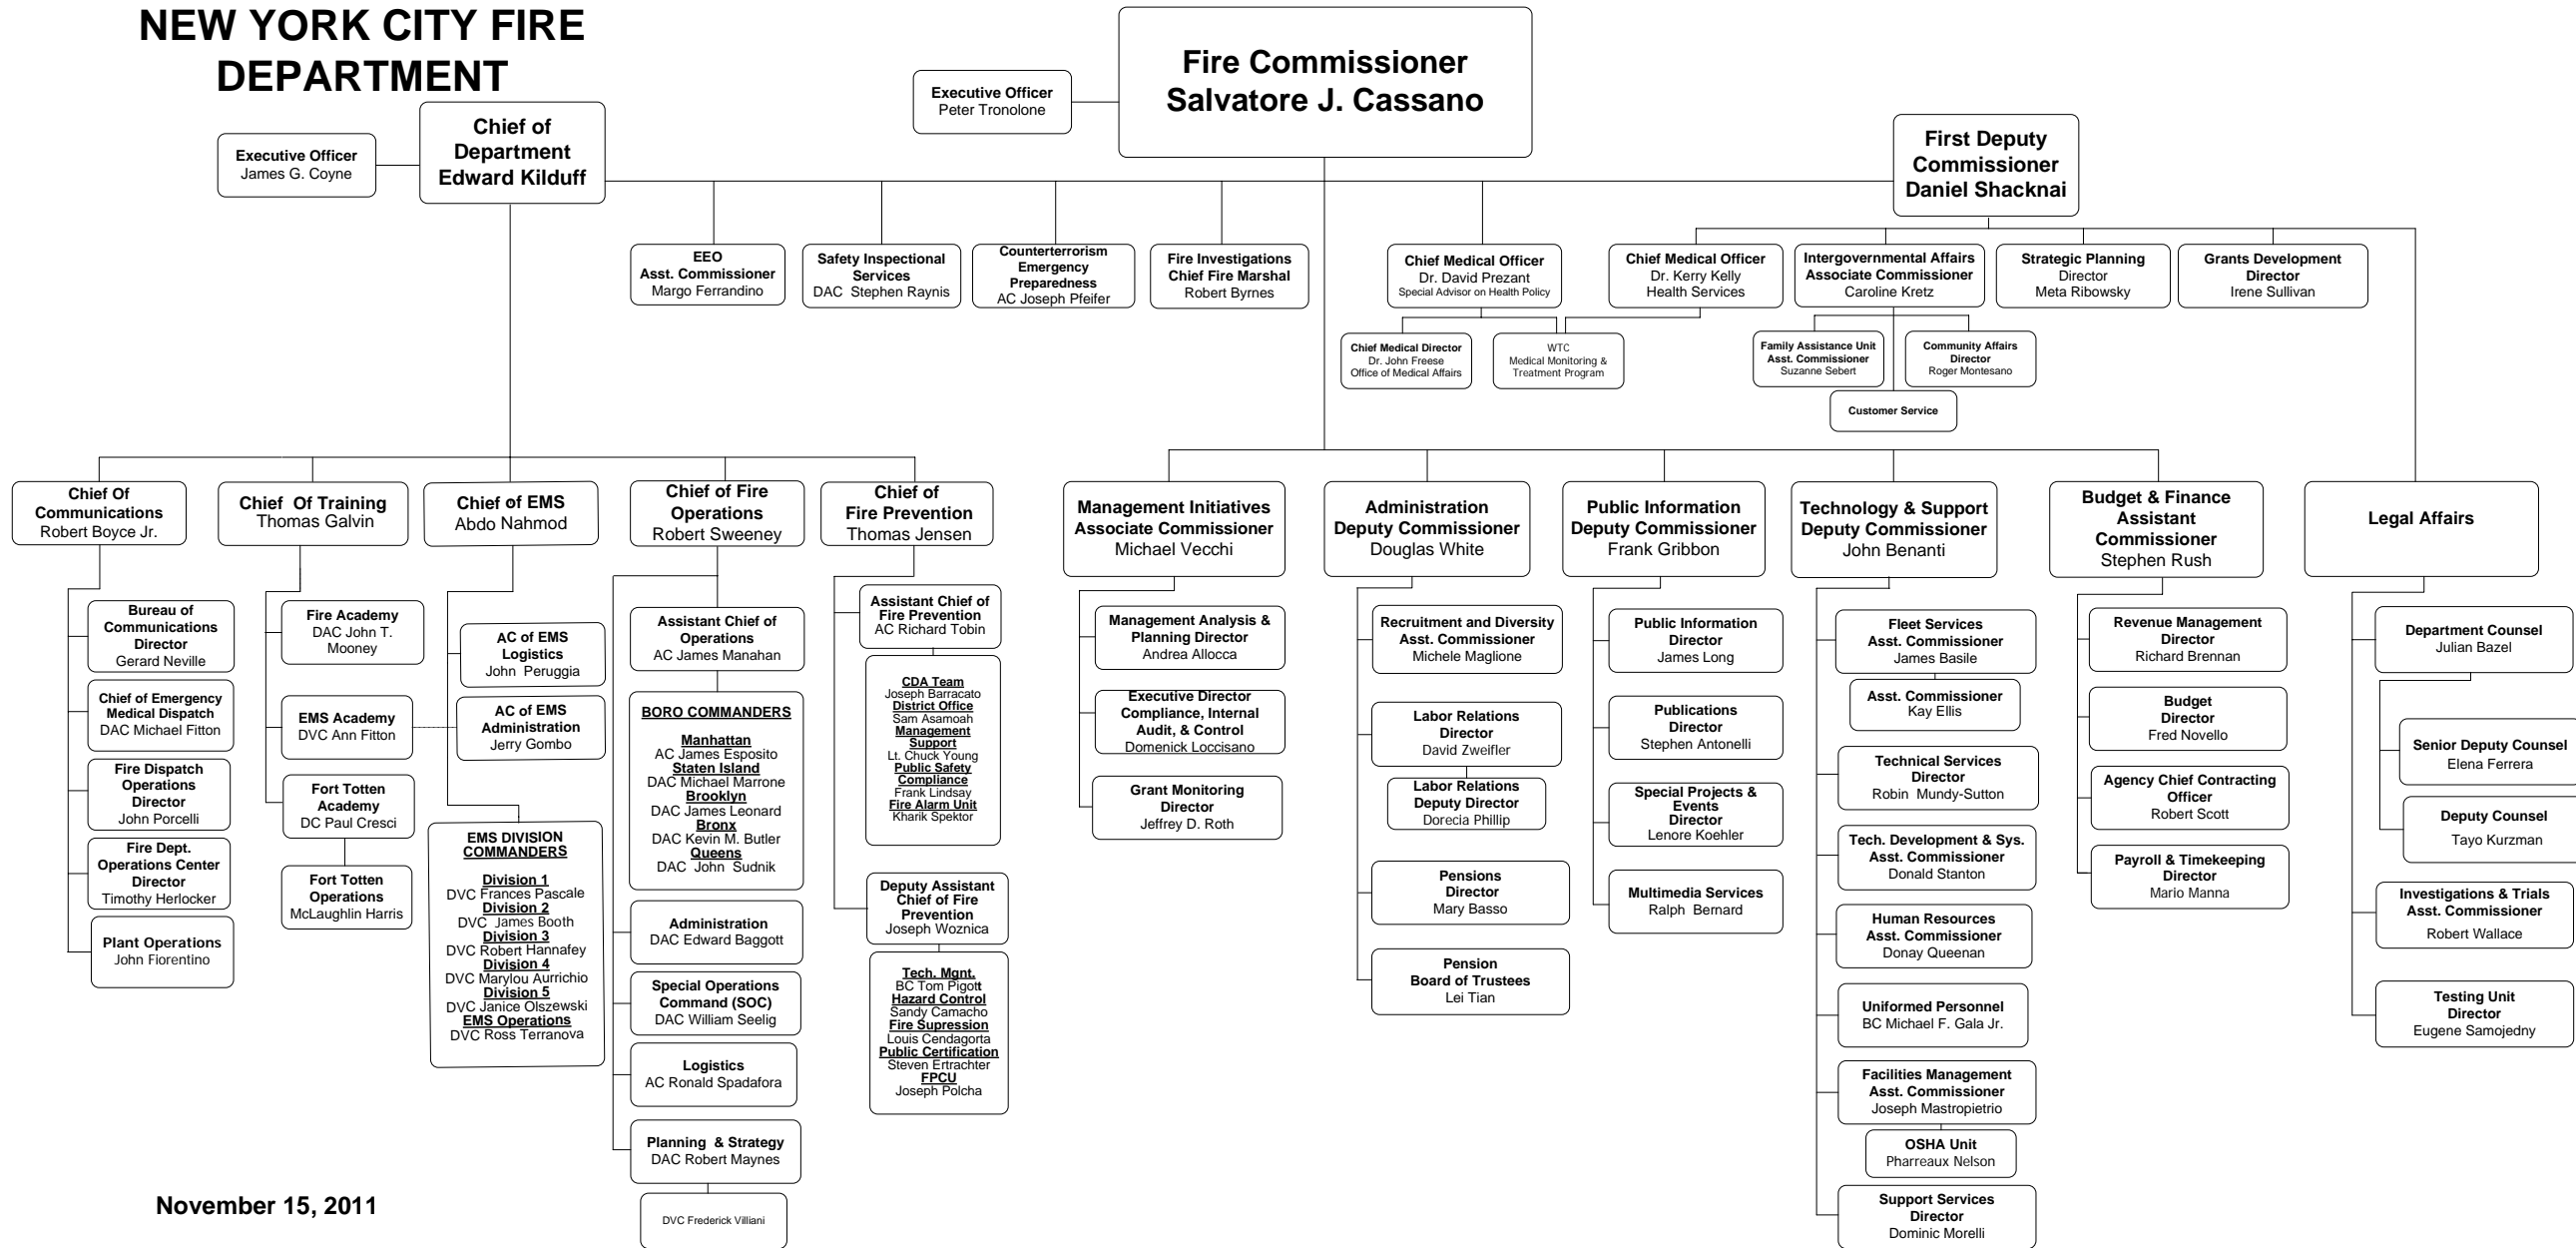 NEW YORK CITY FIRE
DEPARTMENT
Fire Commissioner
Salvatore J. Cassano
Executive Officer
Peter Tronolone
Chief of
Department
Edward Kilduff
Executive Officer
James G. Coyne
First Deputy
Commissioner
Daniel Shacknai
EEO
Asst. Commissioner
Margo Ferrandino
Safety Inspectional
Services
DAC Stephen Raynis
Counterterrorism
Emergency
Preparedness
AC Joseph Pfeifer
Fire Investigations
Chief Fire Marshal
Robert Byrnes
Chief Medical Officer
Dr. David Prezant
Special Advisor on Health Policy
Chief Medical Officer
Dr. Kerry Kelly
Health Services
Intergovernmental Affairs
Associate Commissioner
Caroline Kretz
Strategic Planning
Director
Meta Ribowsky
Grants Development
Director
Irene Sullivan
Chief Medical Director
Dr. John Freese
Office of Medical Affairs
WTC
Medical Monitoring &
Treatment Program
Family Assistance Unit
Asst. Commissioner
Suzanne Sebert
Community Affairs
Director
Roger Montesano
Customer Service
Chief Of
Communications
Robert Boyce Jr.
Chief Of Training
Thomas Galvin
Chief of EMS
Abdo Nahmod
Chief of Fire
Operations
Robert Sweeney
Chief of
Fire Prevention
Thomas Jensen
Management Initiatives
Associate Commissioner
Michael Vecchi
Administration
Deputy Commissioner
Douglas White
Public Information
Deputy Commissioner
Frank Gribbon
Technology & Support
Deputy Commissioner
John Benanti
Budget & Finance
Assistant
Commissioner
Stephen Rush
Legal Affairs
Bureau of
Communications
Director
Gerard Neville
Chief of Emergency
Medical Dispatch
DAC Michael Fitton
Fire Dispatch
Operations
Director
John Porcelli
Fire Dept.
Operations Center
Director
Timothy Herlocker
Plant Operations
John Fiorentino
Fire Academy
DAC John T.
Mooney
EMS Academy
DVC Ann Fitton
Fort Totten
Academy
DC Paul Cresci
Fort Totten
Operations
McLaughlin Harris
AC of EMS
Logistics
John Peruggia
AC of EMS
Administration
Jerry Gombo
EMS DIVISION
COMMANDERS
Division 1
DVC Frances Pascale
Division 2
DVC James Booth
Division 3
DVC Robert Hannafey
Division 4
DVC Marylou Aurrichio
Division 5
DVC Janice Olszewski
EMS Operations
DVC Ross Terranova
Assistant Chief of
Operations
AC James Manahan
BORO COMMANDERS
Manhattan
AC James Esposito
Staten Island
DAC Michael Marrone
Brooklyn
DAC James Leonard
Bronx
DAC Kevin M. Butler
Queens
DAC John Sudnik
Administration
DAC Edward Baggott
Special Operations
Command (SOC)
DAC William Seelig
Logistics
AC Ronald Spadafora
Planning & Strategy
DAC Robert Maynes
DVC Frederick Villiani
Assistant Chief of
Fire Prevention
AC Richard Tobin
CDA Team
Joseph Barracato
District Office
Sam Asamoah
Management
Support
Lt. Chuck Young
Public Safety
Compliance
Frank Lindsay
Fire Alarm Unit
Kharik Spektor
Deputy Assistant
Chief of Fire
Prevention
Joseph Woznica
Tech. Mgnt.
BC Tom Pigott
Hazard Control
Sandy Camacho
Fire Supression
Louis Cendagorta
Public Certification
Steven Ertrachter
FPCU
Joseph Polcha
Management Analysis &
Planning Director
Andrea Allocca
Executive Director
Compliance, Internal
Audit, & Control
Domenick Loccisano
Grant Monitoring
Director
Jeffrey D. Roth
Recruitment and Diversity
Asst. Commissioner
Michele Maglione
Labor Relations
Director
David Zweifler
Labor Relations
Deputy Director
Dorecia Phillip
Pensions
Director
Mary Basso
Pension
Board of Trustees
Lei Tian
Public Information
Director
James Long
Publications
Director
Stephen Antonelli
Special Projects &
Events
Director
Lenore Koehler
Multimedia Services
Ralph Bernard
Fleet Services
Asst. Commissioner
James Basile
Asst. Commissioner
Kay Ellis
Technical Services
Director
Robin Mundy-Sutton
Tech. Development & Sys.
Asst. Commissioner
Donald Stanton
Human Resources
Asst. Commissioner
Donay Queenan
Uniformed Personnel
BC Michael F. Gala Jr.
Facilities Management
Asst. Commissioner
Joseph Mastropietrio
OSHA Unit
Pharreaux Nelson
Support Services
Director
Dominic Morelli
Revenue Management
Director
Richard Brennan
Budget
Director
Fred Novello
Agency Chief Contracting
Officer
Robert Scott
Payroll & Timekeeping
Director
Mario Manna
Department Counsel
Julian Bazel
Senior Deputy Counsel
Elena Ferrera
Deputy Counsel
Tayo Kurzman
Investigations & Trials
Asst. Commissioner
Robert Wallace
Testing Unit
Director
Eugene Samojedny
November 15, 2011